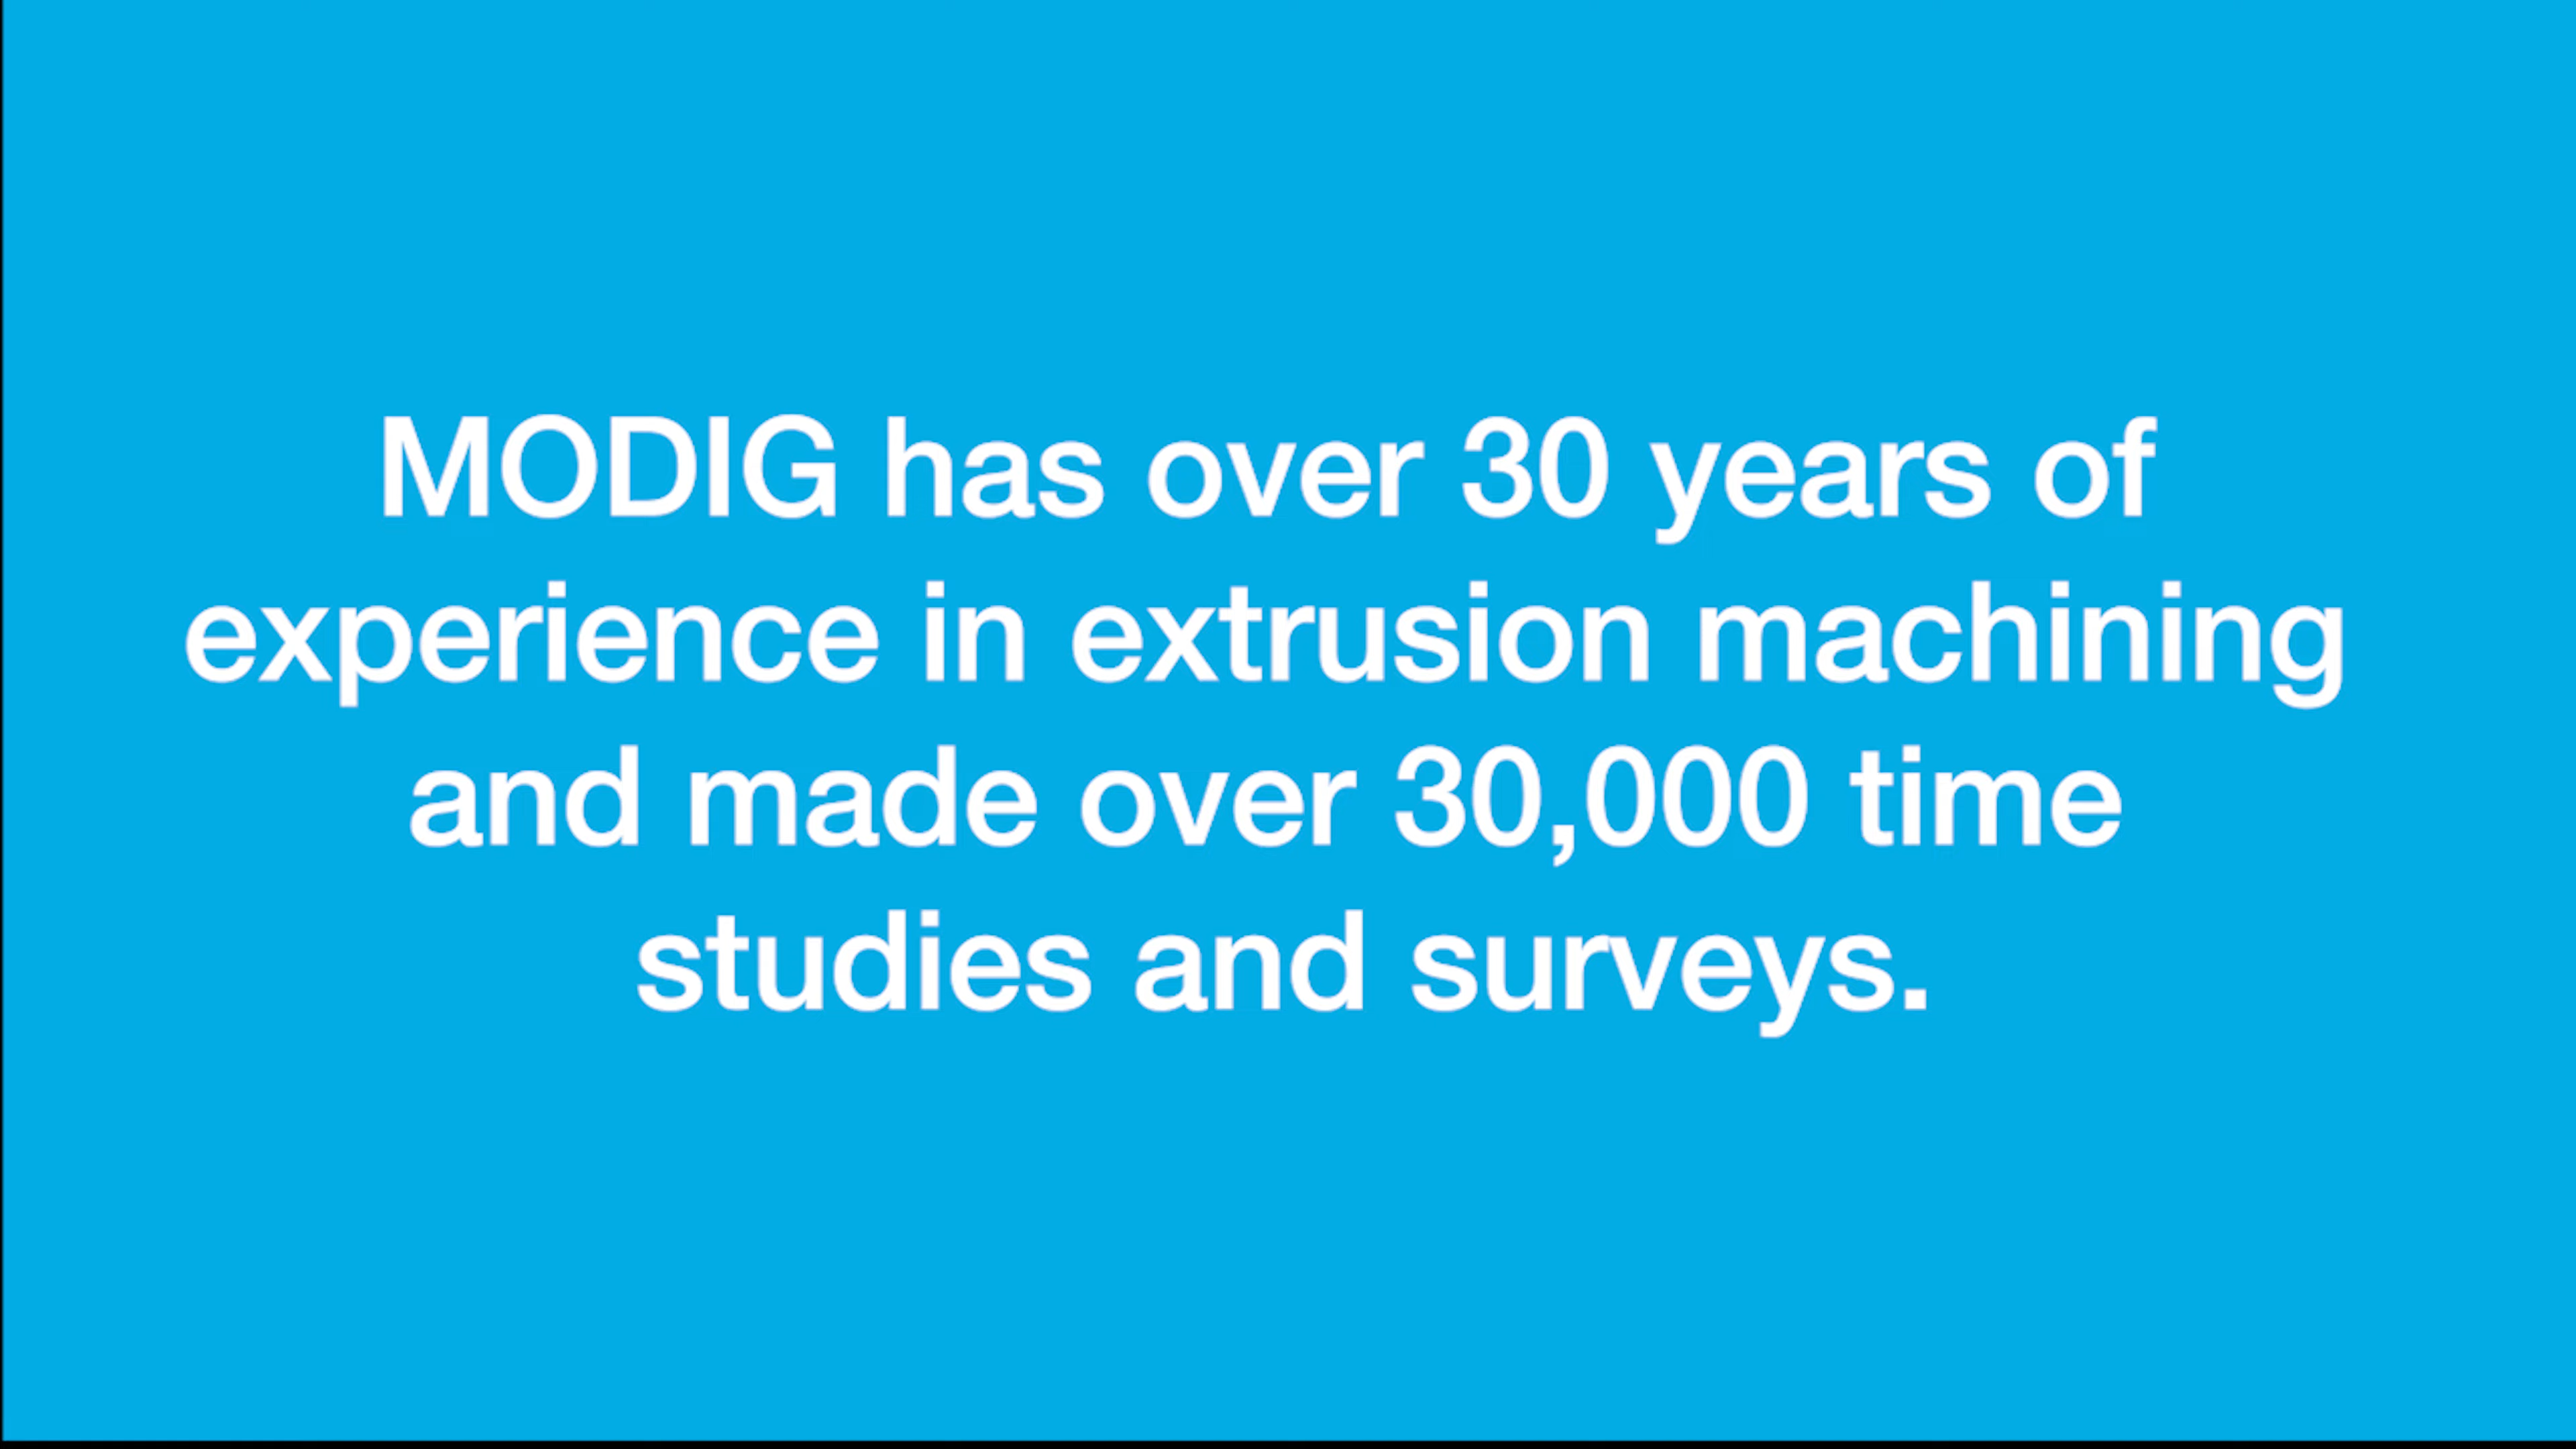 MODIG has over 30 years of
experience in extrusion machining
and made over 30,000 time
studies and surveys.